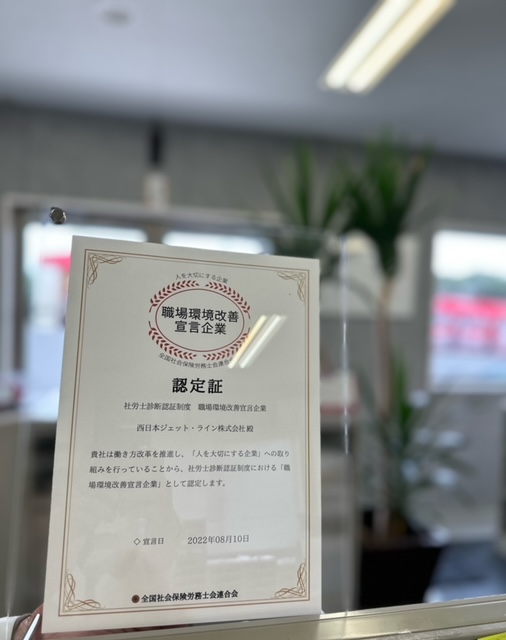 人を大切にする企業
職場環境改善
宣言企業
全国社会保険労務士会連合会
認定証
社労士診断認証制度　職場環境改善宣言企業
西日本ジェット・ライン株式会社 殿
貴社は働き方改革を推進し、「人を大切にする企業」への取り
組みを行っていることから、社労士診断認証制度における「職
場環境改善宣言企業」として認定します。
◇ 宣言日　2022年08月10日
全国社会保険労務士会連合会